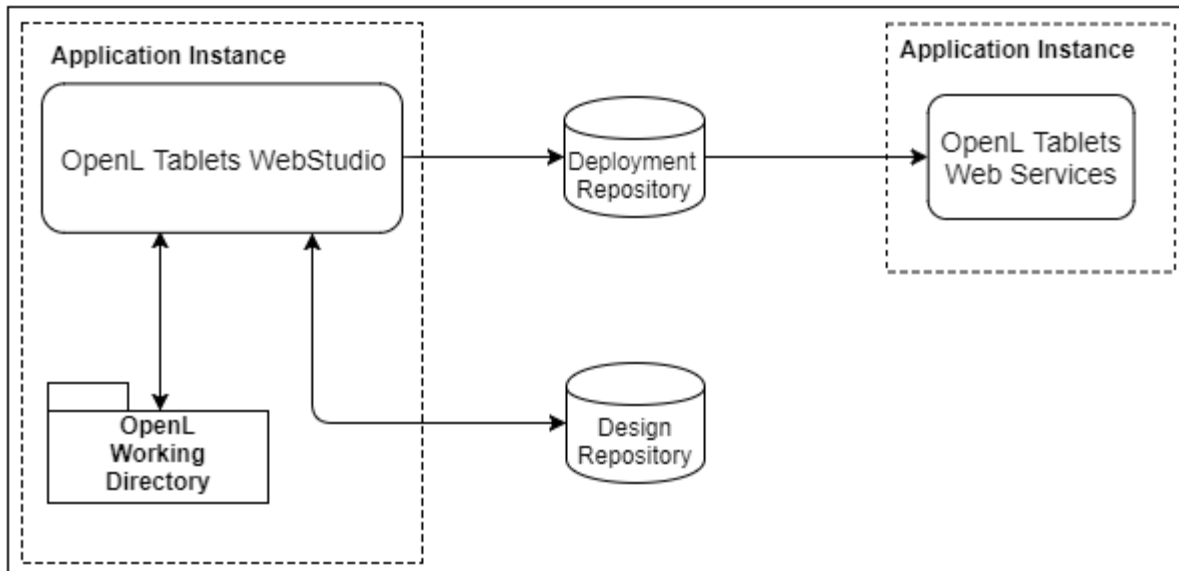 Application Instance
OpenL Tablets WebStudio
Deployment
Repository
Application Instance
OpenL Tablets
Web Services
OpenL
Working
Directory
Design
Repository